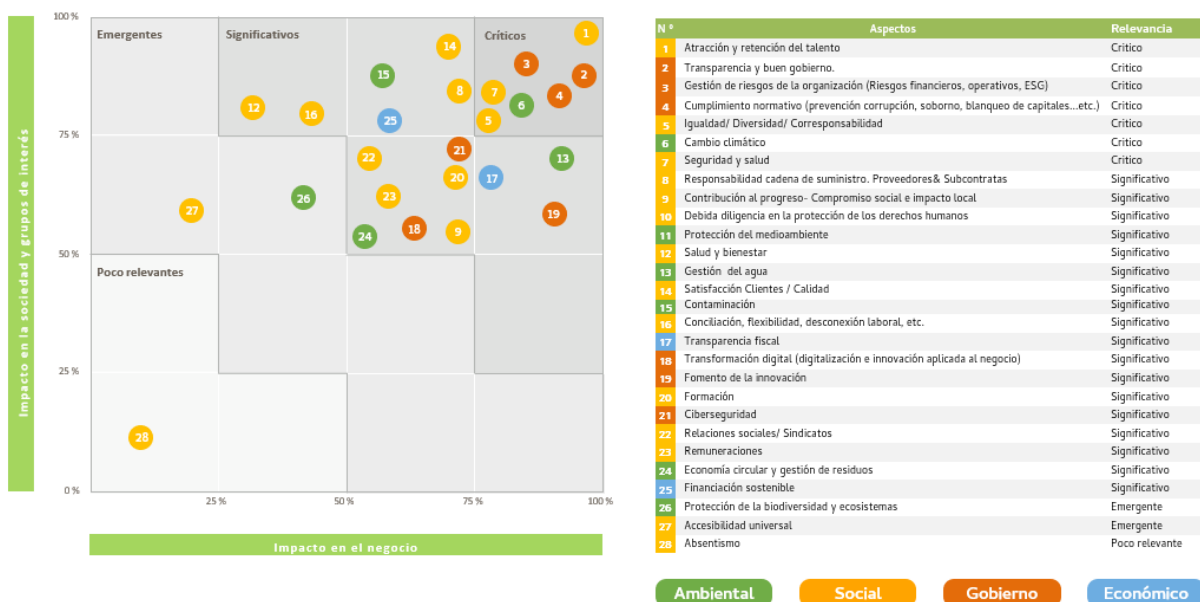 100 %
Emergentes
Significativos
Críticos
1
14
3
15
2
8
7
4
6
12
16
25
5
75 %
21
22
13
20
17
23
26
27
19
18
9
24
50 %
Poco relevantes
25 %
28
0 %
25 %
50 %
75 %
100 %
Impacto en la sociedad y grupos de interés
Impacto en el negocio
N º Aspectos Relevancia
1 Atracción y retención del talento Critico
2 Transparencia y buen gobierno. Critico
3 Gestión de riesgos de la organización (Riesgos financieros, operativos, ESG) Critico
4 Cumplimiento normativo (prevención corrupción, soborno, blanqueo de capitales...etc.) Critico
5 Igualdad/ Diversidad/ Corresponsabilidad Critico
6 Cambio climático Critico
7 Seguridad y salud Critico
8 Responsabilidad cadena de suministro. Proveedores& Subcontratas Significativo
9 Contribución al progreso- Compromiso social e impacto local Significativo
10 Debida diligencia en la protección de los derechos humanos Significativo
11 Protección del medioambiente Significativo
12 Salud y bienestar Significativo
13 Gestión del agua Significativo
14 Satisfacción Clientes / Calidad Significativo
15 Contaminación Significativo
16 Conciliación, flexibilidad, desconexión laboral, etc. Significativo
17 Transparencia fiscal Significativo
18 Transformación digital (digitalización e innovación aplicada al negocio) Significativo
19 Fomento de la innovación Significativo
20 Formación Significativo
21 Ciberseguridad Significativo
22 Relaciones sociales/ Sindicatos Significativo
23 Remuneraciones Significativo
24 Economía circular y gestión de residuos Significativo
25 Financiación sostenible Significativo
26 Protección de la biodiversidad y ecosistemas Emergente
27 Accesibilidad universal Emergente
28 Absentismo Poco relevante
Ambiental
Social
Gobierno
Económico